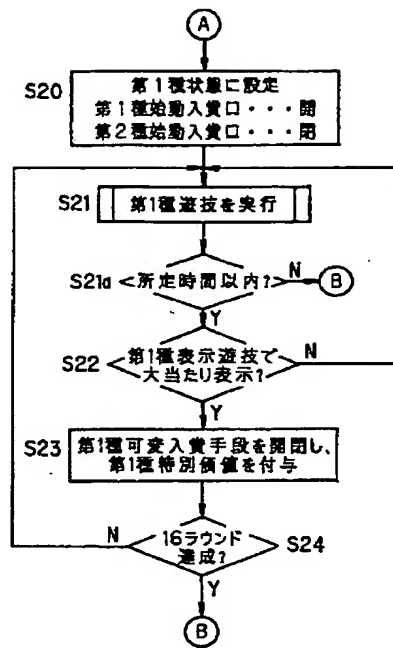 A
S20
第1種状態に設定
第1種始動入賞口・・・開
第2種始動入賞口・・・閉
S21
第1種遊技を実行
S21d
所定時間以内?
N
B
Y
S22
第1種表示遊技で
大当たり表示?
N
Y
S23
第1種可変入賞手段を開閉し、
第1種特別価値を付与
N
16ラウンド
達成?
S24
Y
B